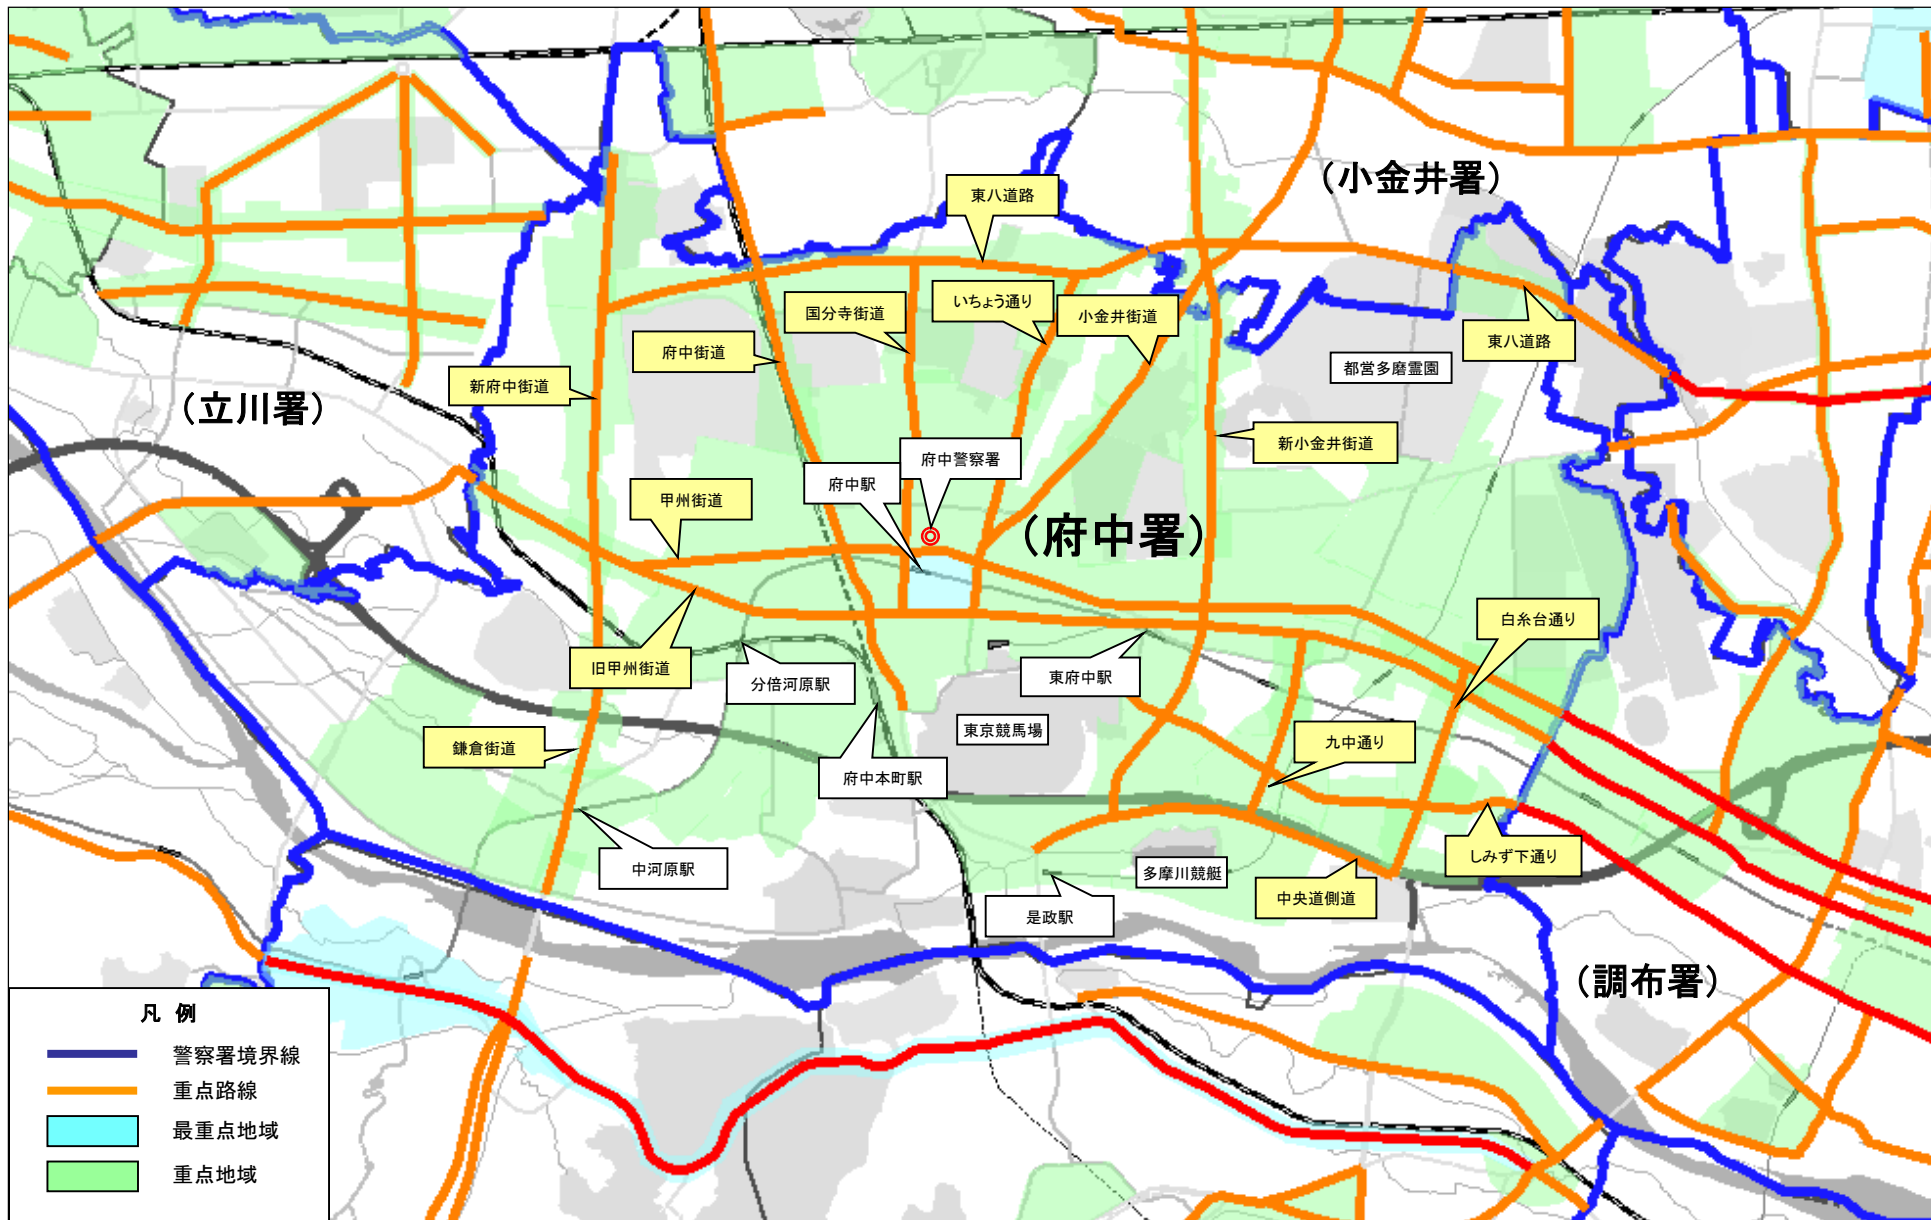 （小金井署）
東八道路
国分寺街道
いちょう通り
小金井街道
府中街道
東八道路
都営多磨霊園
新府中街道
（立川署）
新小金井街道
府中警察署
府中駅
甲州街道
（府中署）
白糸台通り
旧甲州街道
分倍河原駅
東府中駅
東京競馬場
鎌倉街道
九中通り
府中本町駅
しみず下通り
中河原駅
多摩川競艇
中央道側道
是政駅
（調布署）
凡 例
警察署境界線
重点路線
最重点地域
重点地域